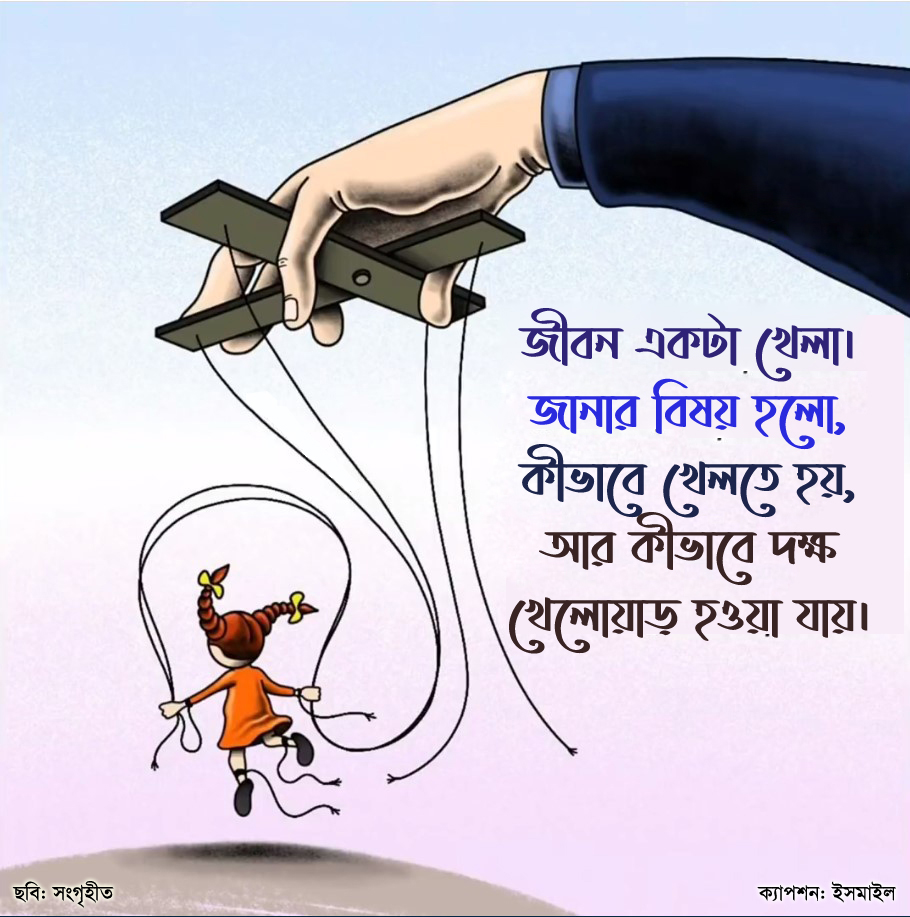 জীবন একটা খেলা।
জানার বিষয় হলো,
কীভাবে খেলতে হয়,
আর কীভাবে দক্ষ
খেলোয়াড় হওয়া যায়।
ছবি: সংগৃহীত
ক্যাপশন: ইসমাইল